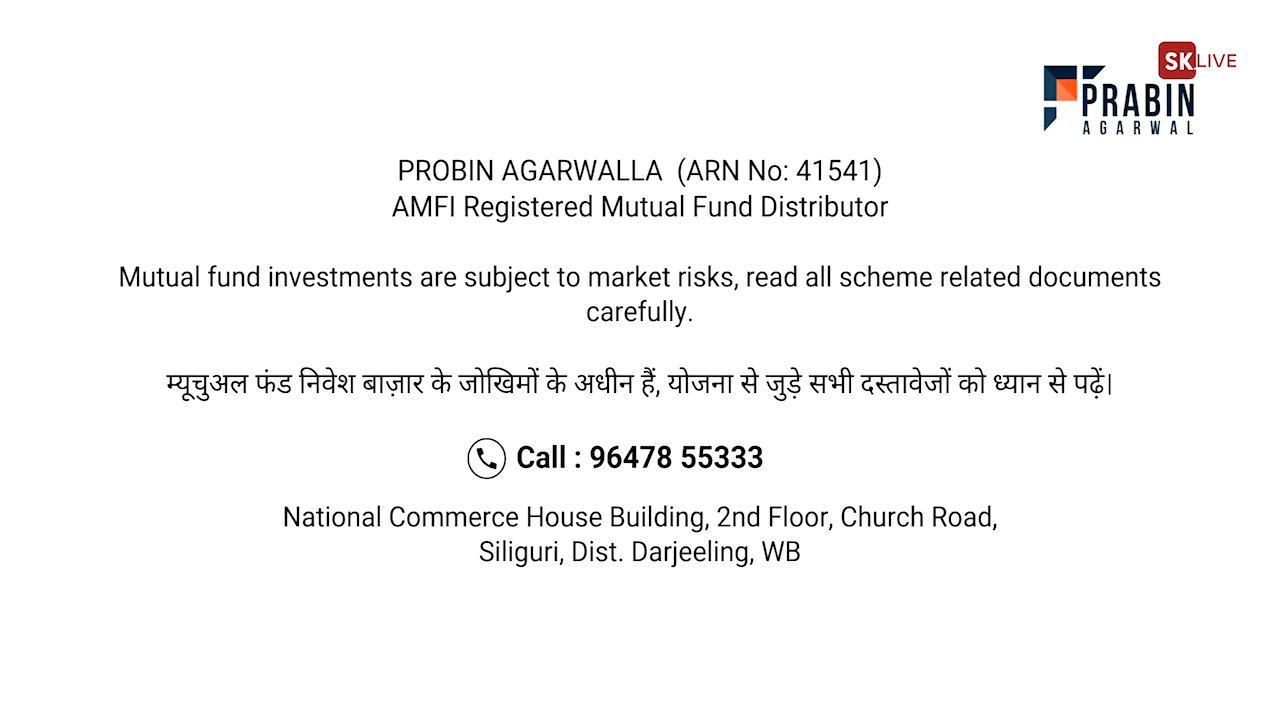 SK LIVE
PRABIN
AGARWAL
PROBIN AGARWALLA (ARN No: 41541)
AMFI Registered Mutual Fund Distributor
Mutual fund investments are subject to market risks, read all scheme related documents
carefully.
म्यूचुअल फंड निवेश बाज़ार के जोखिमों के अधीन हैं, योजना से जुड़े सभी दस्तावेजों को ध्यान से पढ़ें।
Call : 96478 55333
National Commerce House Building, 2nd Floor, Church Road,
Siliguri, Dist. Darjeeling, WB